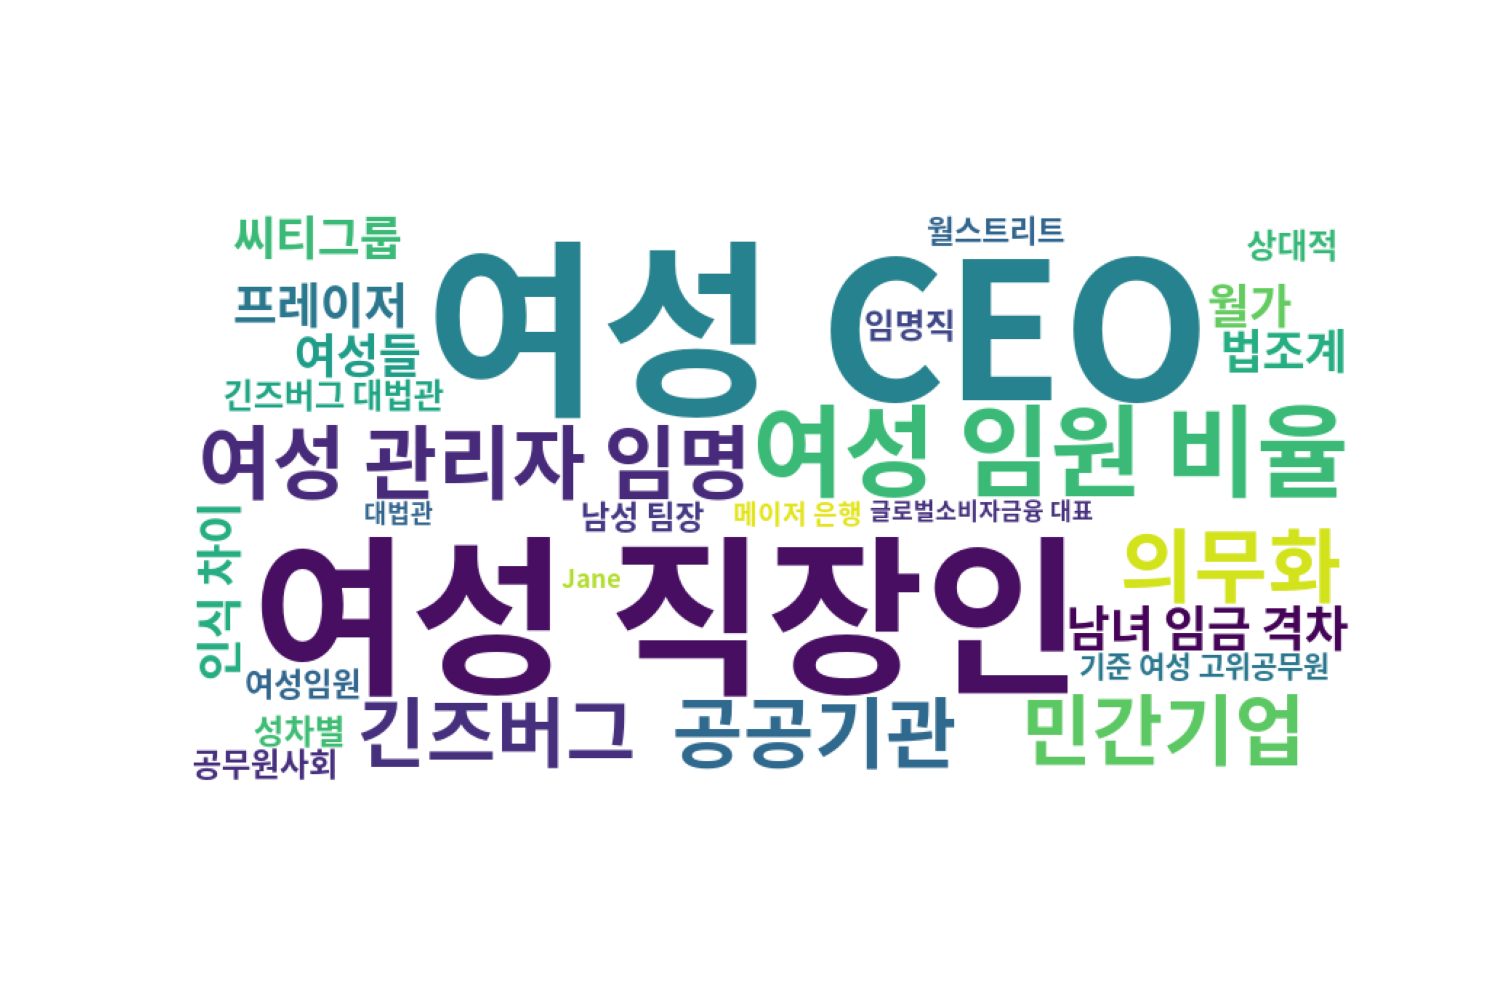 씨티그룹
월스트리트
상대적
여성 CEO
프레이저
임명직
월가
여성들
법조계
긴즈버그 대법관
여성 관리자 임명
여성 임원 비율
인식 차이
대법관
남성 팀장
메이저 은행
글로벌소비자금융 대표
여성 직장인
Jane
의무화
남녀 임금 격차
기준 여성 고위공무원
여성임원
성차별
긴즈버그
공공기관
민간기업
공무원사회